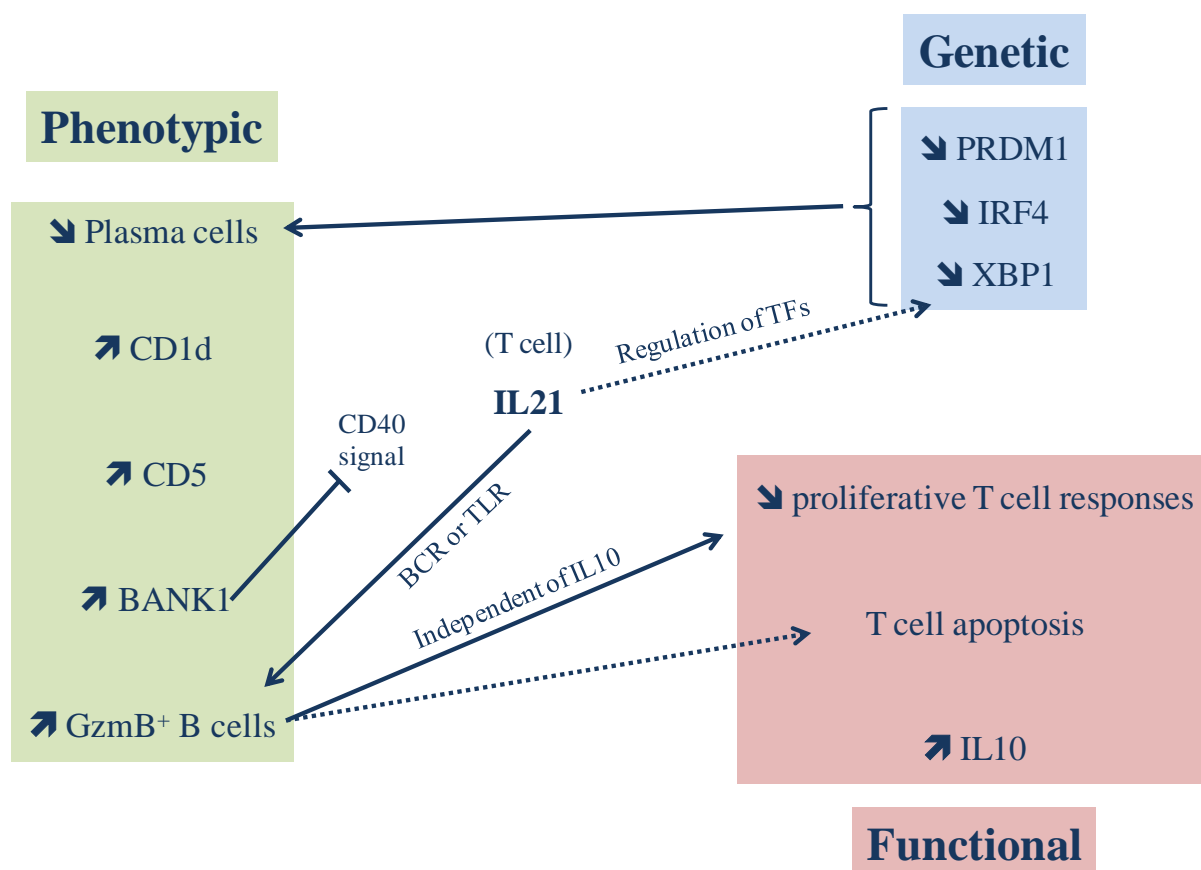 Genetic
Phenotypic
PRDM1
IRF4
XBP1
Plasma cells
CD1d
CD5
BANK1
GzmB⁺ B cells
(T cell)
IL21
Regulation of TFs
CD40
signal
BCR or TLR
Independent of IL10
proliferative T cell responses
T cell apoptosis
IL10
Functional